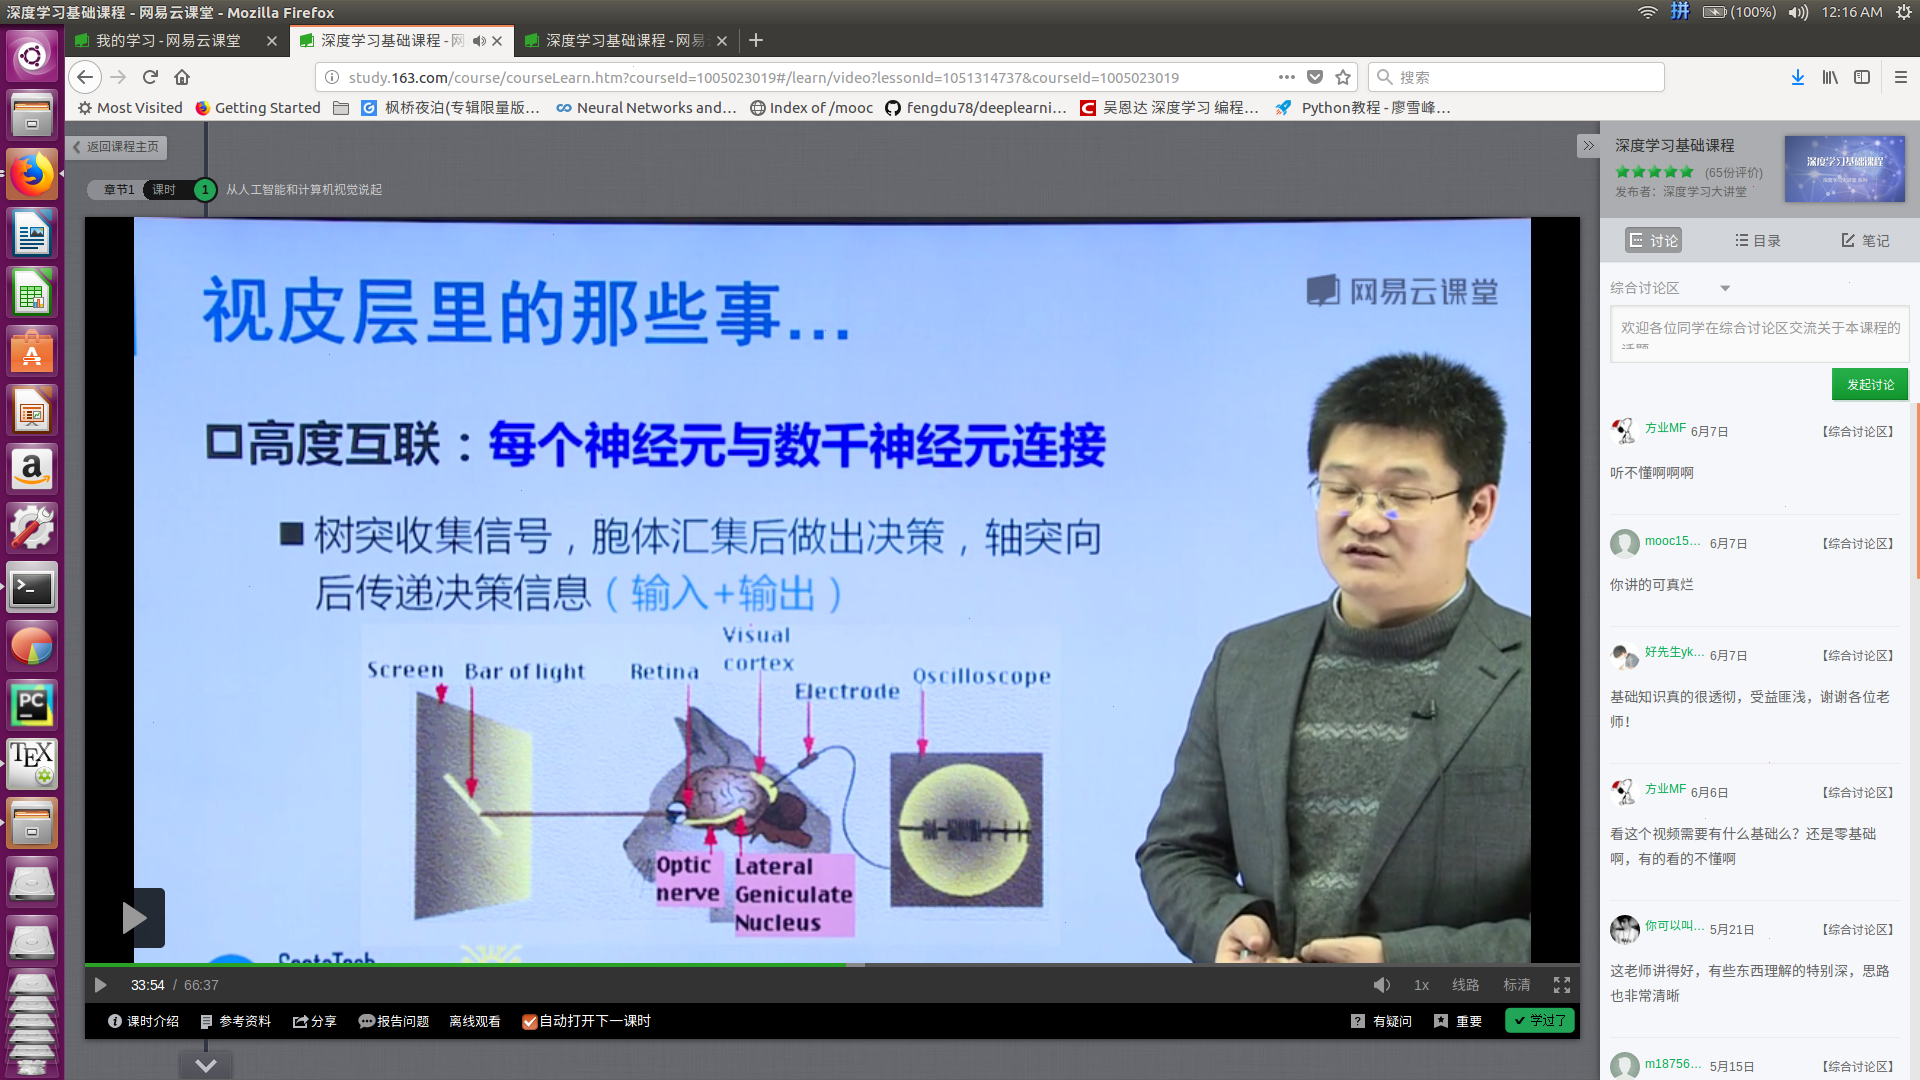 深度学习基础课程 - 网易云课堂 - Mozilla Firefox
拼 (100%) 12:16 AM
我的学习 - 网易云课堂
深度学习基础课程 - 网
深度学习基础课程 - 网易
study.163.com/course/courseLearn.htm?courseId=1005023019#/learn/video?lessonId=1051314737&courseId=1005023019
搜索
Most Visited
Getting Started
枫桥夜泊(专辑限量版…
Neural Networks and…
Index of /mooc
fengdu78/deeplearni…
吴恩达 深度学习 编程…
Python教程 - 廖雪峰…
返回课程主页
章节1 课时 1 从人工智能和计算机视觉说起
视皮层里的那些事...
网易云课堂
高度互联：每个神经元与数千神经元连接
树突收集信号，胞体汇集后做出决策，轴突向
后传递决策信息（输入+输出）
Screen
Bar of light
Retina
Visual
cortex
Electrode
Oscilloscope
Optic
nerve
Lateral
Geniculate
Nucleus
33:54 / 66:37
1x
线路
标清
课时介绍
参考资料
分享
报告问题
离线观看
自动打开下一课时
有疑问
重要
学过了
深度学习基础课程
(65份评价)
发布者：深度学习大讲堂
深度学习基础课程
讨论
目录
笔记
综合讨论区
欢迎各位同学在综合讨论区交流关于本课程的
话题
发起讨论
方业MF 6月7日 【综合讨论区】
听不懂啊啊啊
mooc15… 6月7日 【综合讨论区】
你讲的可真烂
好先生yk… 6月7日 【综合讨论区】
基础知识真的很透彻，受益匪浅，谢谢各位老
师！
方业MF 6月6日 【综合讨论区】
看这个视频需要有什么基础么？还是零基础
啊，有的看的不懂啊
你可以叫… 5月21日 【综合讨论区】
这老师讲得好，有些东西理解的特别深，思路
也非常清晰
m18756… 5月15日 【综合讨论区】
a
PC
TEX